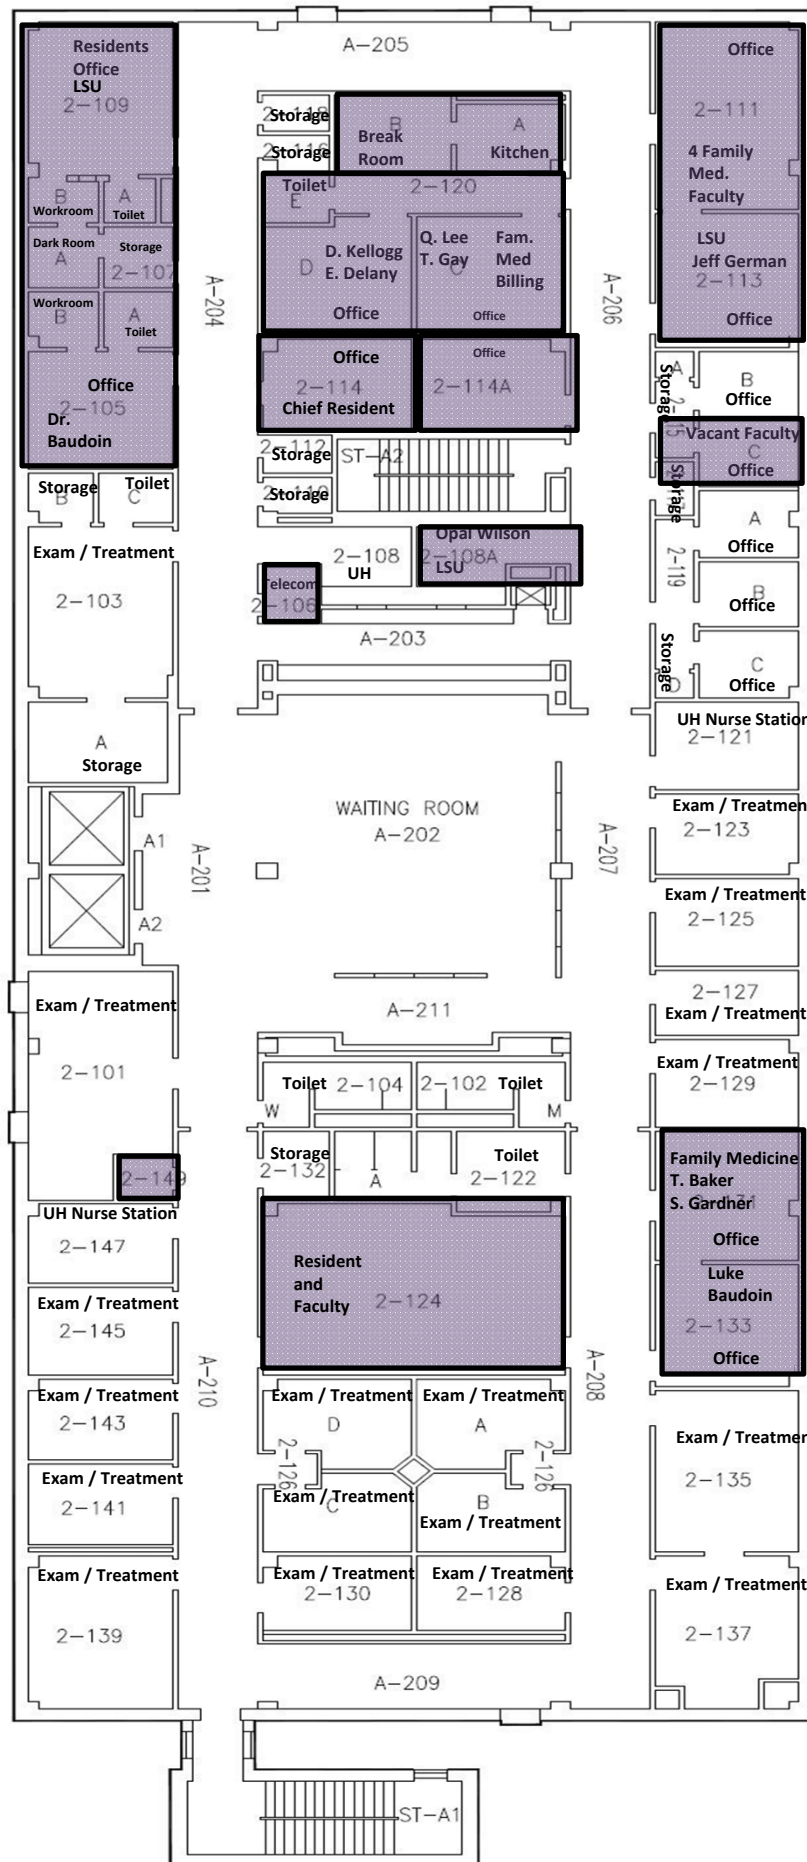 A-205
Residents
Office
LSU
2-109
B
Workroom
A
Toilet
Dark Room
A
Storage
2-107
Workroom
B
A
Toilet
Office
2-105
Dr.
Baudoin
Storage
B
Toilet
C
Exam / Treatment
2-103
A
Storage
A1
A2
A-204
A-201
Storage
2-118
Storage
2-116
B
Break
Room
A
Kitchen
Toilet
E
2-120
D. Kellogg
E. Delany
D
Office
Q. Lee
T. Gay
C
Fam.
Med
Billing
Office
Office
2-114
Chief Resident
Office
2-114A
2-112
Storage
2-110
Storage
ST-A2
2-108
UH
Opal Wilson
2-108A
LSU
Telecom
2-106
A-203
A-206
Office
2-111
4 Family
Med.
Faculty
LSU
Jeff German
2-113
Office
Storage
A
2-115
B
Office
Vacant Faculty
C
Office
Storage
A
Office
2-119
B
Office
Storage
D
C
Office
UH Nurse Station
2-121
Exam / Treatmen
2-123
Exam / Treatment
2-125
2-127
Exam / Treatment
Exam / Treatment
2-129
WAITING ROOM
A-202
A-207
A-211
Exam / Treatment
2-101
2-149
UH Nurse Station
2-147
Exam / Treatment
2-145
Exam / Treatment
2-143
Exam / Treatment
2-141
Exam / Treatment
2-139
A-210
Toilet
2-104
2-102
Toilet
W
M
Storage
2-132
A
Toilet
2-122
Resident
and
Faculty
2-124
Exam / Treatment
D
Exam / Treatment
A
2-126
2-126
Exam / Treatment
C
B
Exam / Treatment
Exam / Treatment
2-130
Exam / Treatment
2-128
A-208
Family Medicine
T. Baker
S. Gardner
2-131
Office
Luke
Baudoin
2-133
Office
Exam / Treatmen
2-135
Exam / Treatment
2-137
A-209
ST-A1